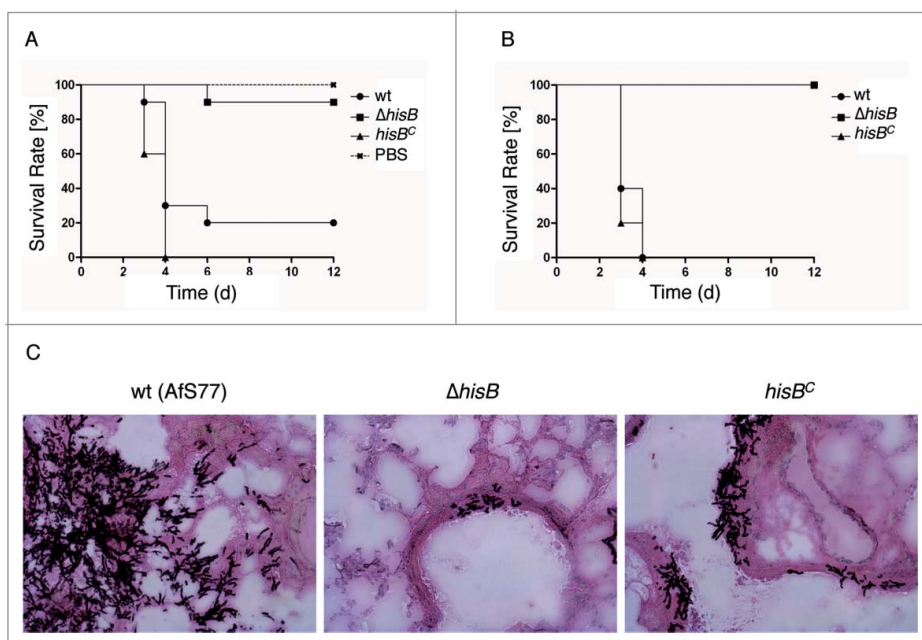 A
Survival Rate [%]
100
80
60
40
20
0
0 2 4 6 8 10 12
Time (d)
wt
ΔhisB
hisB^C
PBS
B
Survival Rate [%]
100
80
60
40
20
0
0 2 4 6 8 10 12
Time (d)
wt
ΔhisB
hisB^C
C
wt (AfS77) ΔhisB hisB^C